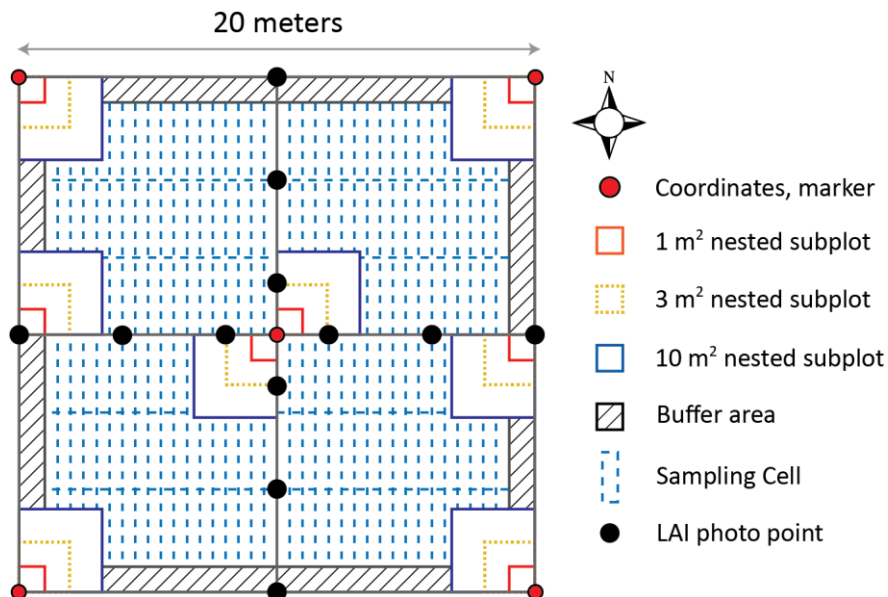 20 meters
N
Coordinates, marker
1 m² nested subplot
3 m² nested subplot
10 m² nested subplot
Buffer area
Sampling Cell
LAI photo point